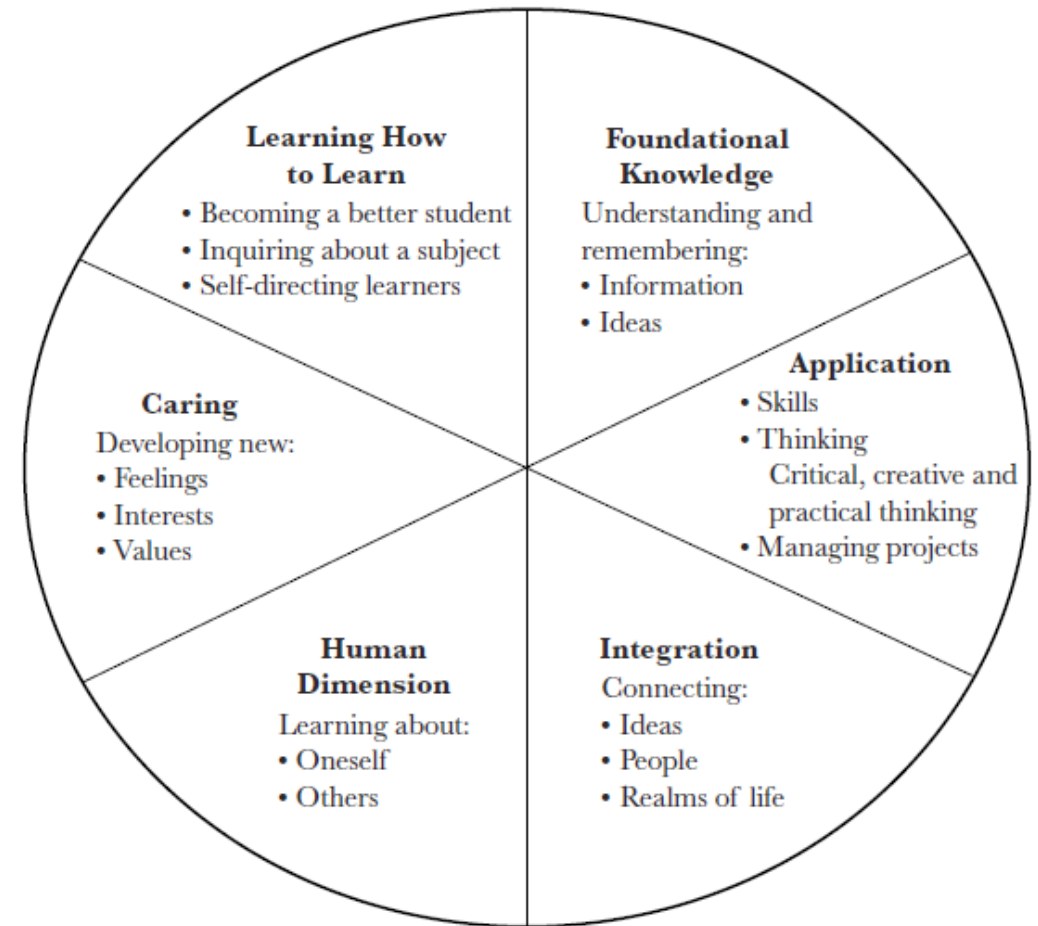 Learning How
to Learn
• Becoming a better student
• Inquiring about a subject
• Self-directing learners
Foundational
Knowledge
Understanding and
remembering:
• Information
• Ideas
Application
• Skills
• Thinking
Critical, creative and
practical thinking
• Managing projects
Integration
Connecting:
• Ideas
• People
• Realms of life
Human
Dimension
Learning about:
• Oneself
• Others
Caring
Developing new:
• Feelings
• Interests
• Values